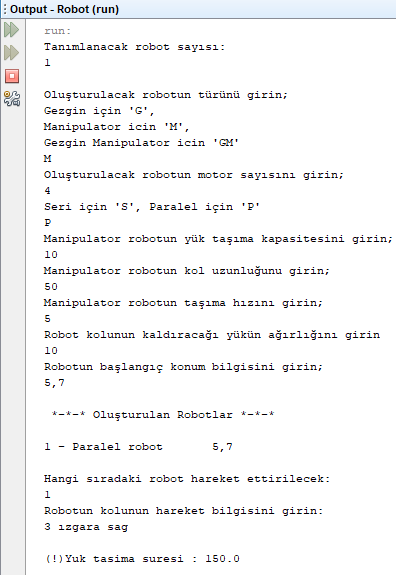 Output - Robot (run)
run:
Tanımlanacak robot sayısı:
1
Oluşturulacak robotun türünü girin;
Gezgin için 'G',
Manipulator icin 'M',
Gezgin Manipulator icin 'GM'
M
Oluşturulacak robotun motor sayısını girin;
4
Seri için 'S', Paralel için 'P'
P
Manipulator robotun yük taşıma kapasitesini girin;
10
Manipulator robotun kol uzunluğunu girin;
50
Manipulator robotun taşıma hızını girin;
5
Robot kolunun kaldıracağı yükün ağırlığını girin
10
Robotun başlangıç konum bilgisini girin;
5,7
*-*-* Oluşturulan Robotlar *-*-*
1 - Paralel robot 5,7
Hangi sıradaki robot hareket ettirilecek:
1
Robotun kolunun hareket bilgisini girin:
3 ızgara sag
(!)Yuk tasima suresi : 150.0